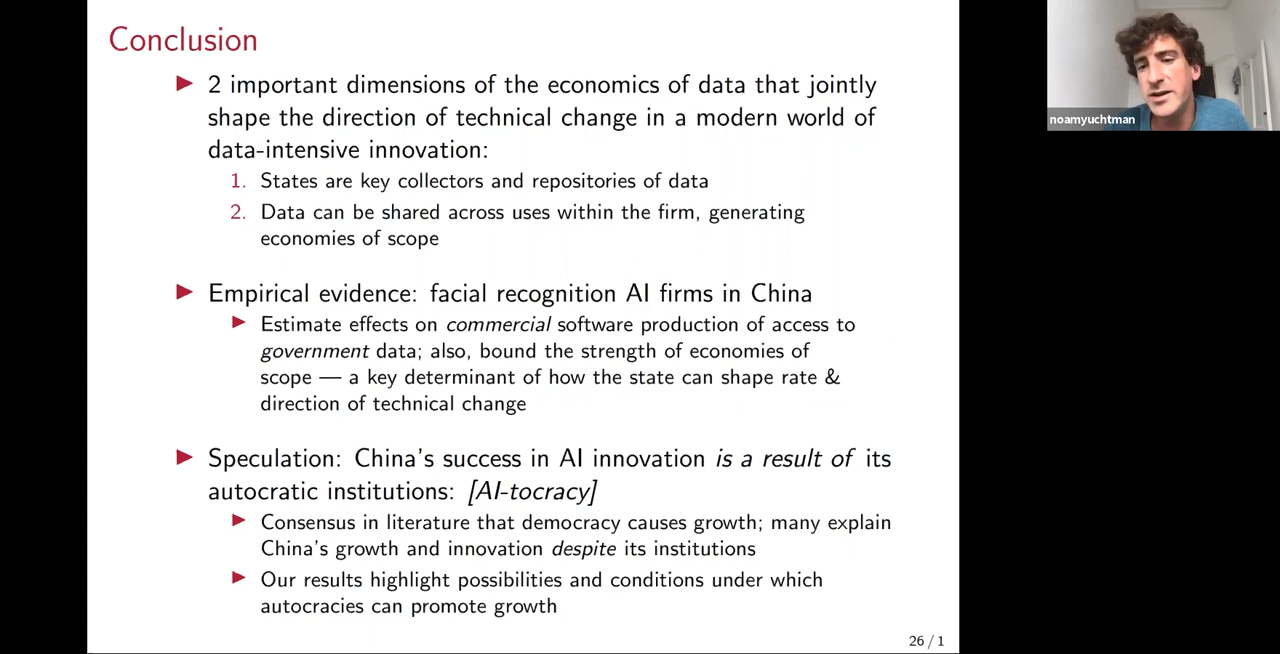 Conclusion
2 important dimensions of the economics of data that jointly
shape the direction of technical change in a modern world of
data-intensive innovation:
1. States are key collectors and repositories of data
2. Data can be shared across uses within the firm, generating
economies of scope
Empirical evidence: facial recognition AI firms in China
Estimate effects on commercial software production of access to
government data; also, bound the strength of economies of
scope — a key determinant of how the state can shape rate &
direction of technical change
Speculation: China's success in AI innovation is a result of its
autocratic institutions: [AI-tocracy]
Consensus in literature that democracy causes growth; many explain
China's growth and innovation despite its institutions
Our results highlight possibilities and conditions under which
autocracies can promote growth
26 / 1
noamyuchtman